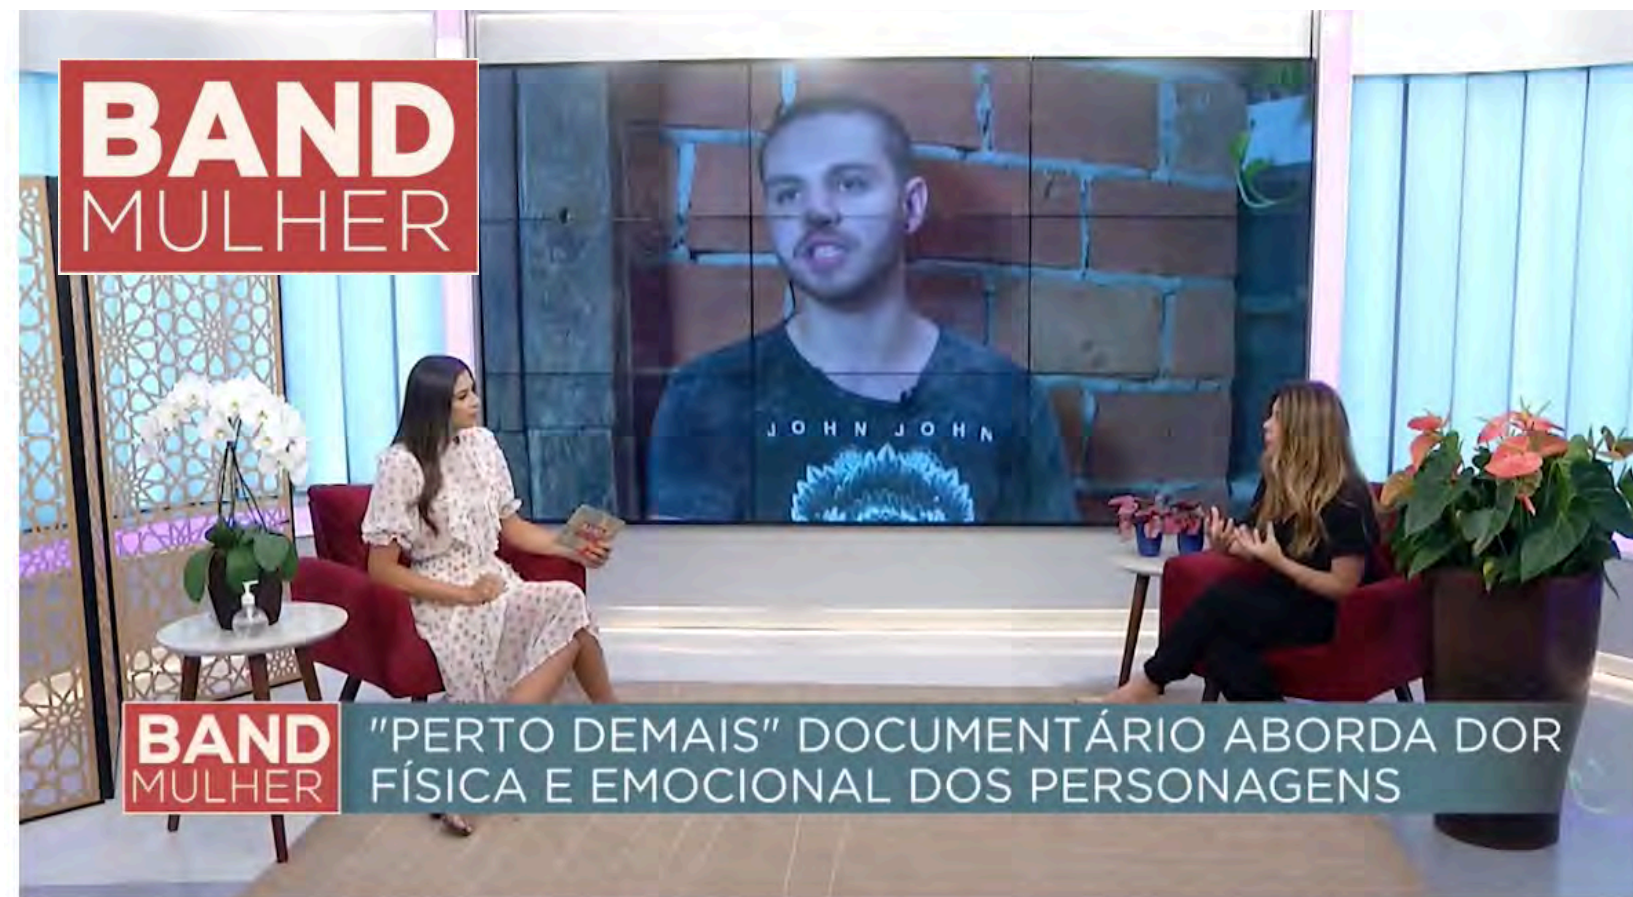 BAND
MULHER
JOHN JOHN
BAND
MULHER
"PERTO DEMAIS" DOCUMENTÁRIO ABORDA DOR
FÍSICA E EMOCIONAL DOS PERSONAGENS